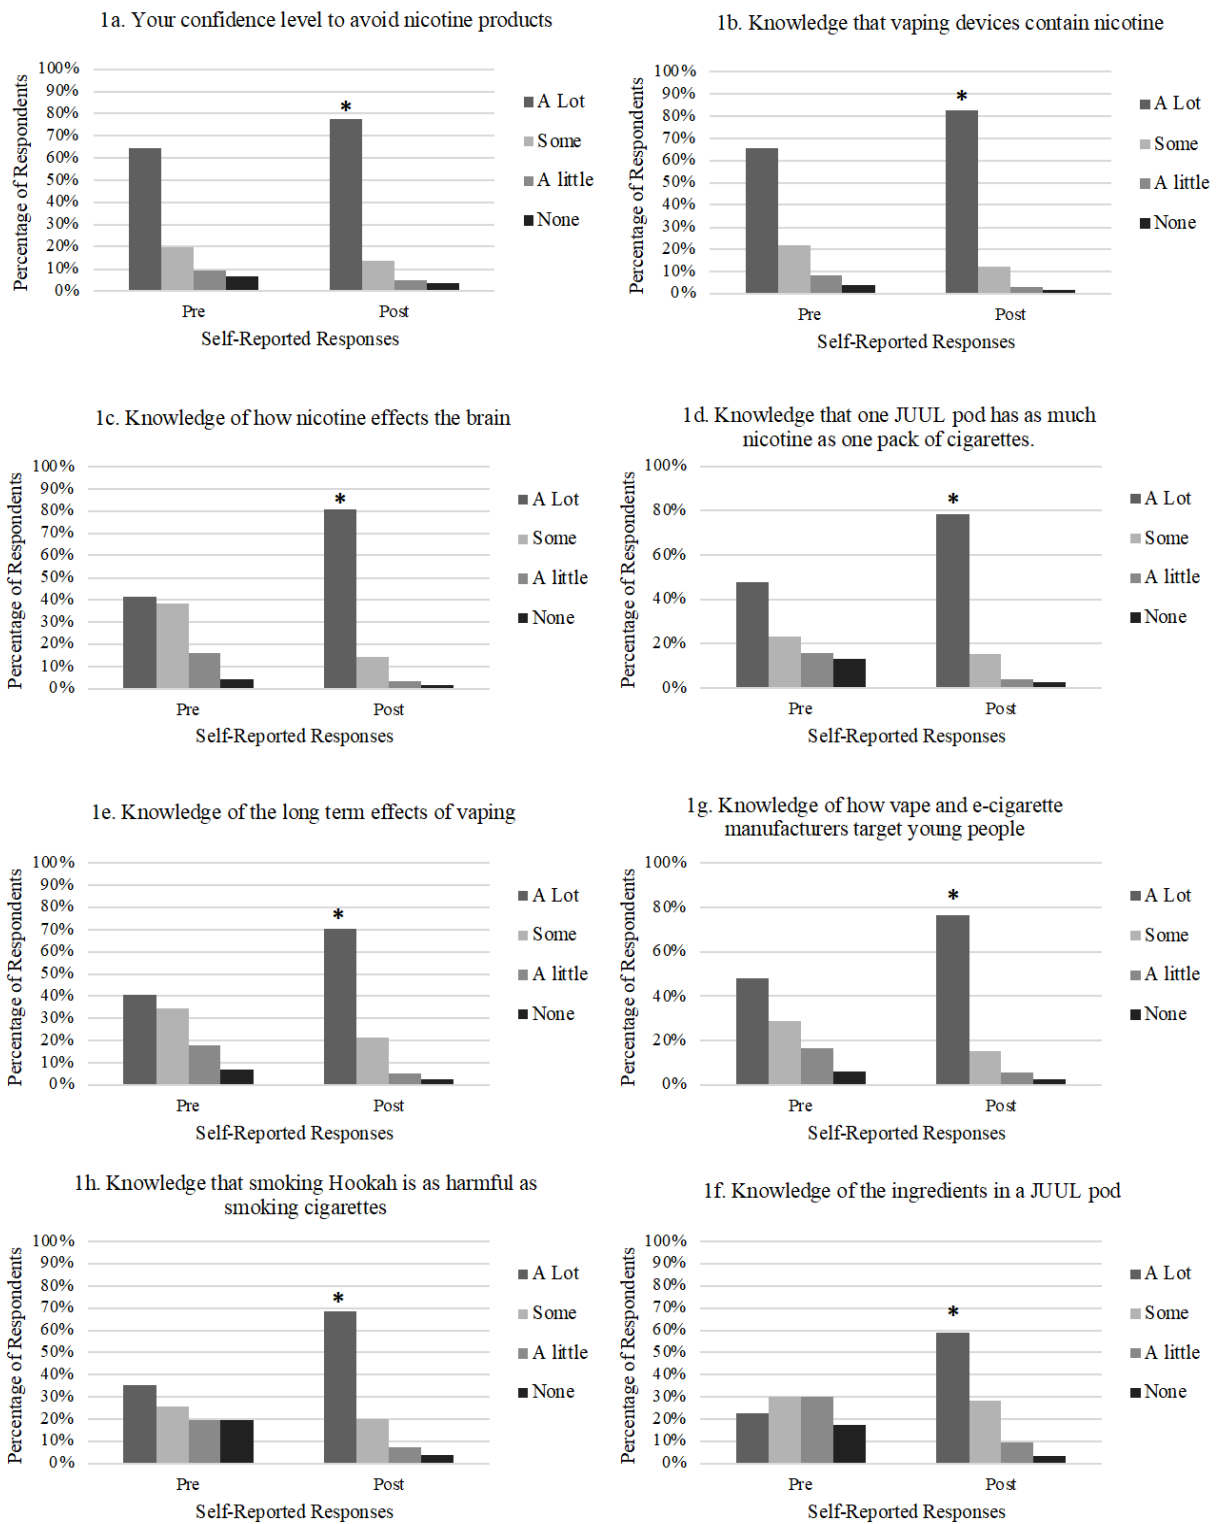 1a. Your confidence level to avoid nicotine products
100%
90%
80%
70%
60%
50%
40%
30%
20%
10%
0%
Percentage of Respondents
*
Pre
Post
Self-Reported Responses
A Lot
Some
A little
None
1b. Knowledge that vaping devices contain nicotine
100%
90%
80%
70%
60%
50%
40%
30%
20%
10%
0%
Percentage of Respondents
*
Pre
Post
Self-Reported Responses
A Lot
Some
A little
None
1c. Knowledge of how nicotine effects the brain
100%
90%
80%
70%
60%
50%
40%
30%
20%
10%
0%
Percentage of Respondents
*
Pre
Post
Self-Reported Responses
A Lot
Some
A little
None
1d. Knowledge that one JUUL pod has as much
nicotine as one pack of cigarettes.
100%
80%
60%
40%
20%
0%
Percentage of Respondents
*
Pre
Post
Self-Reported Responses
A Lot
Some
A little
None
1e. Knowledge of the long term effects of vaping
100%
90%
80%
70%
60%
50%
40%
30%
20%
10%
0%
Percentage of Respondents
*
Pre
Post
Self-Reported Responses
A Lot
Some
A little
None
1g. Knowledge of how vape and e-cigarette
manufacturers target young people
100%
80%
60%
40%
20%
0%
Percentage of Respondents
*
Pre
Post
Self-Reported Responses
A Lot
Some
A little
None
1h. Knowledge that smoking Hookah is as harmful as
smoking cigarettes
100%
90%
80%
70%
60%
50%
40%
30%
20%
10%
0%
Percentage of Respondents
*
Pre
Post
Self-Reported Responses
A Lot
Some
A little
None
1f. Knowledge of the ingredients in a JUUL pod
100%
90%
80%
70%
60%
50%
40%
30%
20%
10%
0%
Percentage of Respondents
*
Pre
Post
Self-Reported Responses
A Lot
Some
A little
None